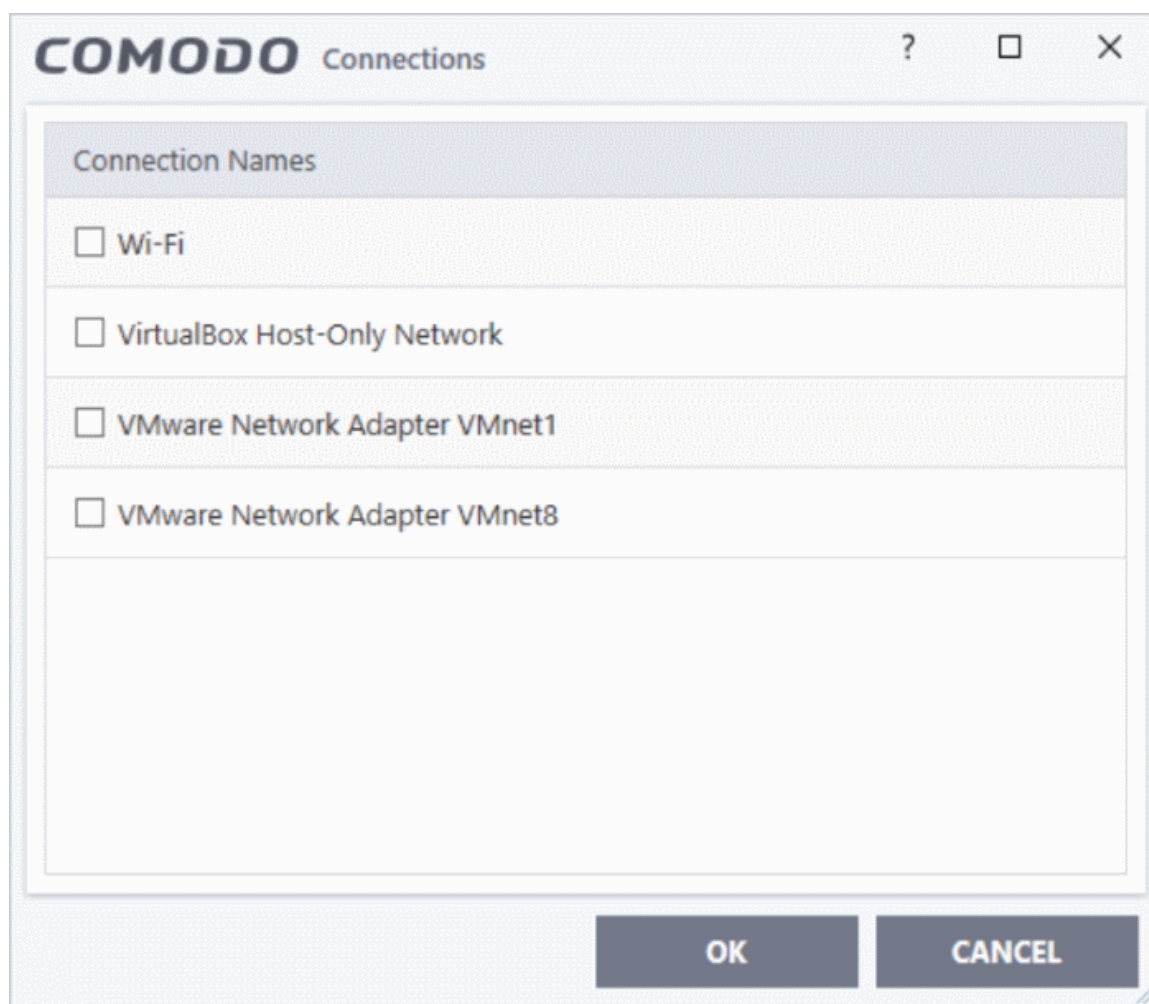 COMODO Connections ?
Connection Names
Wi-Fi
VirtualBox Host-Only Network
VMware Network Adapter VMnet1
VMware Network Adapter VMnet8
OK CANCEL